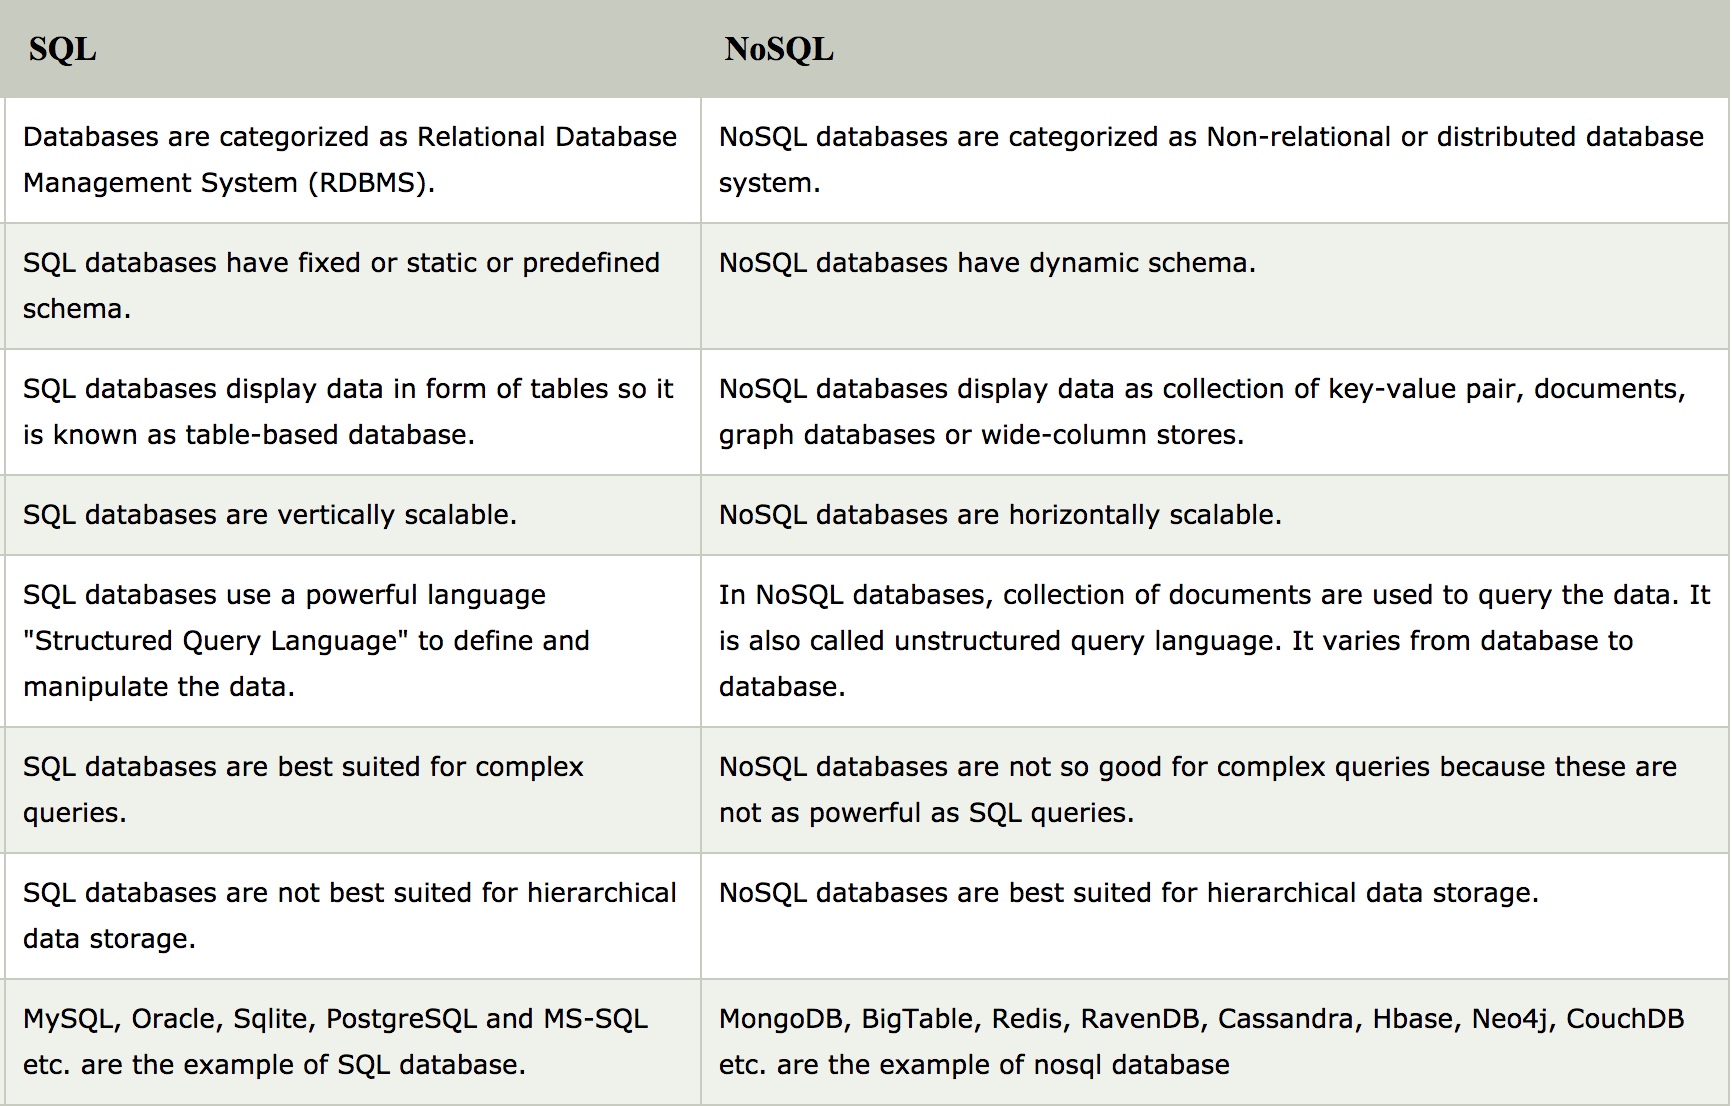 SQL
NoSQL
Databases are categorized as Relational Database
Management System (RDBMS).
NoSQL databases are categorized as Non-relational or distributed database
system.
SQL databases have fixed or static or predefined
schema.
NoSQL databases have dynamic schema.
SQL databases display data in form of tables so it
is known as table-based database.
NoSQL databases display data as collection of key-value pair, documents,
graph databases or wide-column stores.
SQL databases are vertically scalable.
NoSQL databases are horizontally scalable.
SQL databases use a powerful language
"Structured Query Language" to define and
manipulate the data.
In NoSQL databases, collection of documents are used to query the data. It
is also called unstructured query language. It varies from database to
database.
SQL databases are best suited for complex
queries.
NoSQL databases are not so good for complex queries because these are
not as powerful as SQL queries.
SQL databases are not best suited for hierarchical
data storage.
NoSQL databases are best suited for hierarchical data storage.
MySQL, Oracle, Sqlite, PostgreSQL and MS-SQL
etc. are the example of SQL database.
MongoDB, BigTable, Redis, RavenDB, Cassandra, Hbase, Neo4j, CouchDB
etc. are the example of nosql database